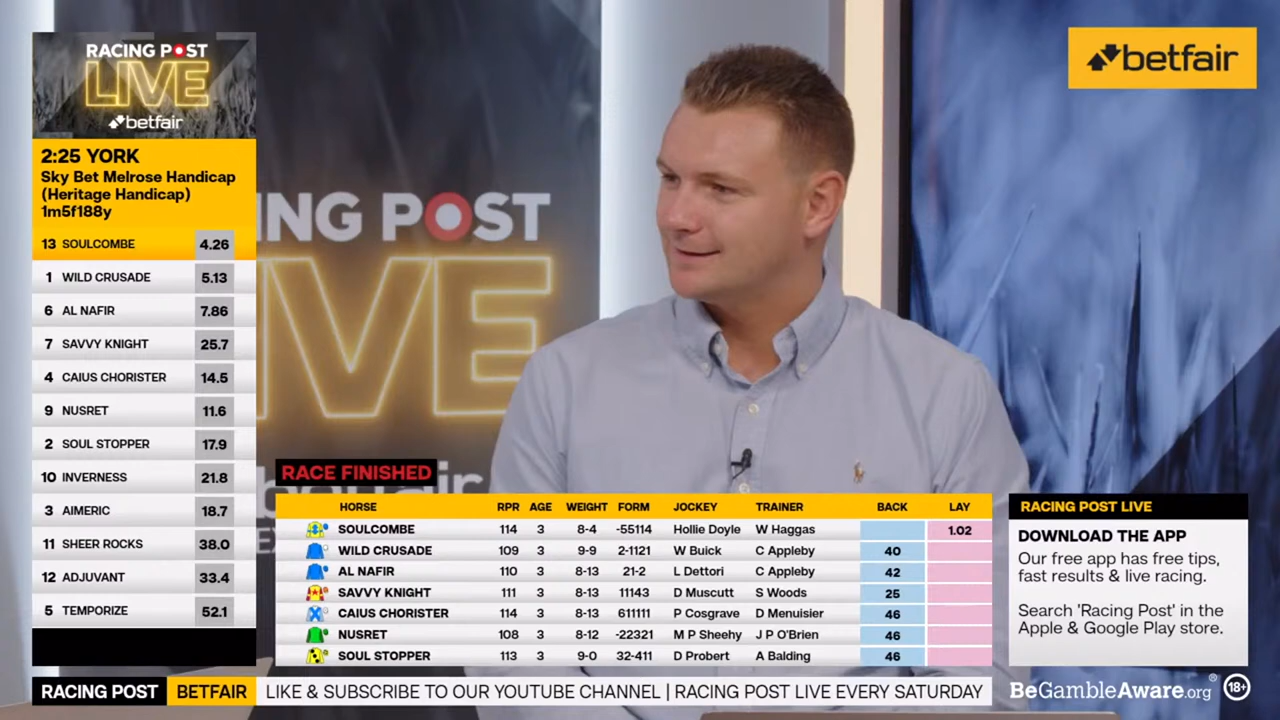 RACING POST
LIVE
betfair
2:25 YORK
Sky Bet Melrose Handicap
(Heritage Handicap)
1m5f188y
13 SOULCOMBE 4.26
1 WILD CRUSADE 5.13
6 AL NAFIR 7.86
7 SAVVY KNIGHT 25.7
4 CAIUS CHORISTER 14.5
9 NUSRET 11.6
2 SOUL STOPPER 17.9
10 INVERNESS 21.8
3 AIMERIC 18.7
11 SHEER ROCKS 38.0
12 ADJUVANT 33.4
5 TEMPORIZE 52.1
ING POST
IVE
betfair
RACE FINISHED
HORSE RPR AGE WEIGHT FORM JOCKEY TRAINER BACK LAY
SOULCOMBE 114 3 8-4 -55114 Hollie Doyle W Haggas 1.02
WILD CRUSADE 109 3 9-9 2-1121 W Buick C Appleby 40
AL NAFIR 110 3 8-13 21-2 L Dettori C Appleby 42
SAVVY KNIGHT 111 3 8-13 11143 D Muscutt S Woods 25
CAIUS CHORISTER 114 3 8-13 611111 P Cosgrave D Menuisier 46
NUSRET 108 3 8-12 -22321 M P Sheehy J P O'Brien 46
SOUL STOPPER 113 3 9-0 32-411 D Probert A Balding 46
RACING POST LIVE
DOWNLOAD THE APP
Our free app has free tips,
fast results & live racing.
Search 'Racing Post' in the
Apple & Google Play store.
RACING POST BETFAIR LIKE & SUBSCRIBE TO OUR YOUTUBE CHANNEL | RACING POST LIVE EVERY SATURDAY
BeGambleAware.org® 18+